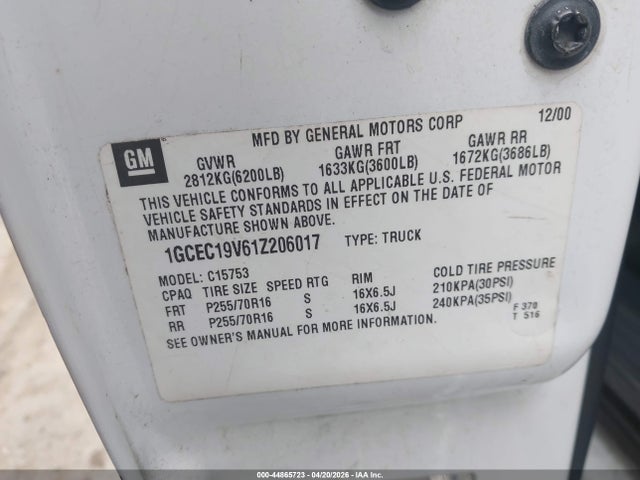 MFD BY GENERAL MOTORS CORP 12/00
GM
GVWR GAWR FRT GAWR RR
2812KG(6200LB) 1633KG(3600LB) 1672KG(3686LB)
THIS VEHICLE CONFORMS TO ALL APPLICABLE U.S. FEDERAL MOTOR
VEHICLE SAFETY STANDARDS IN EFFECT ON THE DATE OF
MANUFACTURE SHOWN ABOVE.
1GCEC19V61Z206017 TYPE: TRUCK
MODEL: C15753
CPAQ TIRE SIZE SPEED RTG RIM COLD TIRE PRESSURE
FRT P255/70R16 S 16X6.5J 210KPA(30PSI)
RR P255/70R16 S 16X6.5J 240KPA(35PSI)
SEE OWNER'S MANUAL FOR MORE INFORMATION.
F 370
T 516
000-44865723 - 04/20/2026 - IAA Inc.